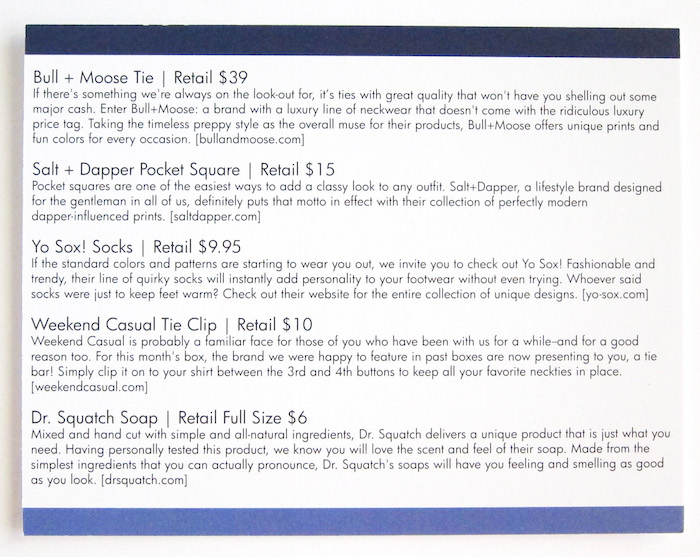 Bull + Moose Tie | Retail $39
If there's something we're always on the look-out for, it's ties with great quality that won't have you shelling out some
major cash. Enter Bull+Moose: a brand with a luxury line of neckwear that doesn't come with the ridiculous luxury
price tag. Taking the timeless preppy style as the overall muse for their products, Bull+Moose offers unique prints and
fun colors for every occasion. [bullandmoose.com]
Salt + Dapper Pocket Square | Retail $15
Pocket squares are one of the easiest ways to add a classy look to any outfit. Salt+Dapper, a lifestyle brand designed
for the gentleman in all of us, definitely puts that motto in effect with their collection of perfectly modern
dapper-influenced prints. [saltdapper.com]
Yo Sox! Socks | Retail $9.95
If the standard colors and patterns are starting to wear you out, we invite you to check out Yo Sox! Fashionable and
trendy, their line of quirky socks will instantly add personality to your footwear without even trying. Whoever said
socks were just to keep feet warm? Check out their website for the entire collection of unique designs. [yo-sox.com]
Weekend Casual Tie Clip | Retail $10
Weekend Casual is probably a familiar face for those of you who have been with us for a while--and for a good
reason too. For this month's box, the brand we were happy to feature in past boxes are now presenting to you, a tie
bar! Simply clip it on to your shirt between the 3rd and 4th buttons to keep all your favorite neckties in place.
[weekendcasual.com]
Dr. Squatch Soap | Retail Full Size $6
Mixed and hand cut with simple and all-natural ingredients, Dr. Squatch delivers a unique product that is just what you
need. Having personally tested this product, we know you will love the scent and feel of their soap. Made from the
simplest ingredients that you can actually pronounce, Dr. Squatch's soaps will have you feeling and smelling as good
as you look. [drsquatch.com]